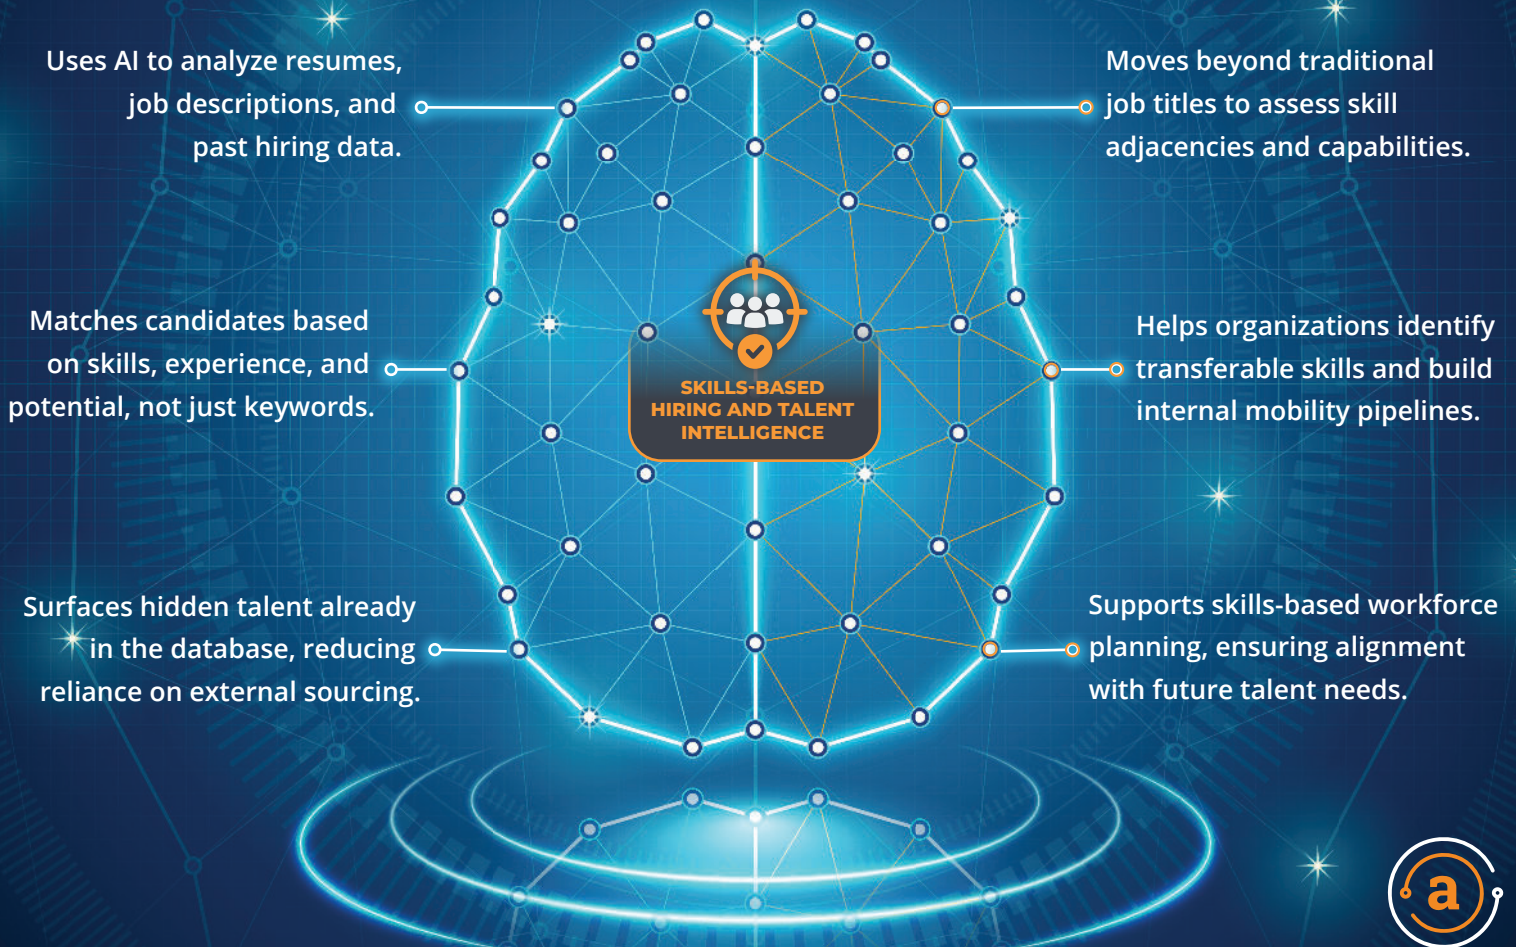 Uses AI to analyze resumes,
job descriptions, and
past hiring data.
Matches candidates based
on skills, experience, and
potential, not just keywords.
Surfaces hidden talent already
in the database, reducing
reliance on external sourcing.
SKILLS-BASED
HIRING AND TALENT
INTELLIGENCE
Moves beyond traditional
job titles to assess skill
adjacencies and capabilities.
Helps organizations identify
transferable skills and build
internal mobility pipelines.
Supports skills-based workforce
planning, ensuring alignment
with future talent needs.
a